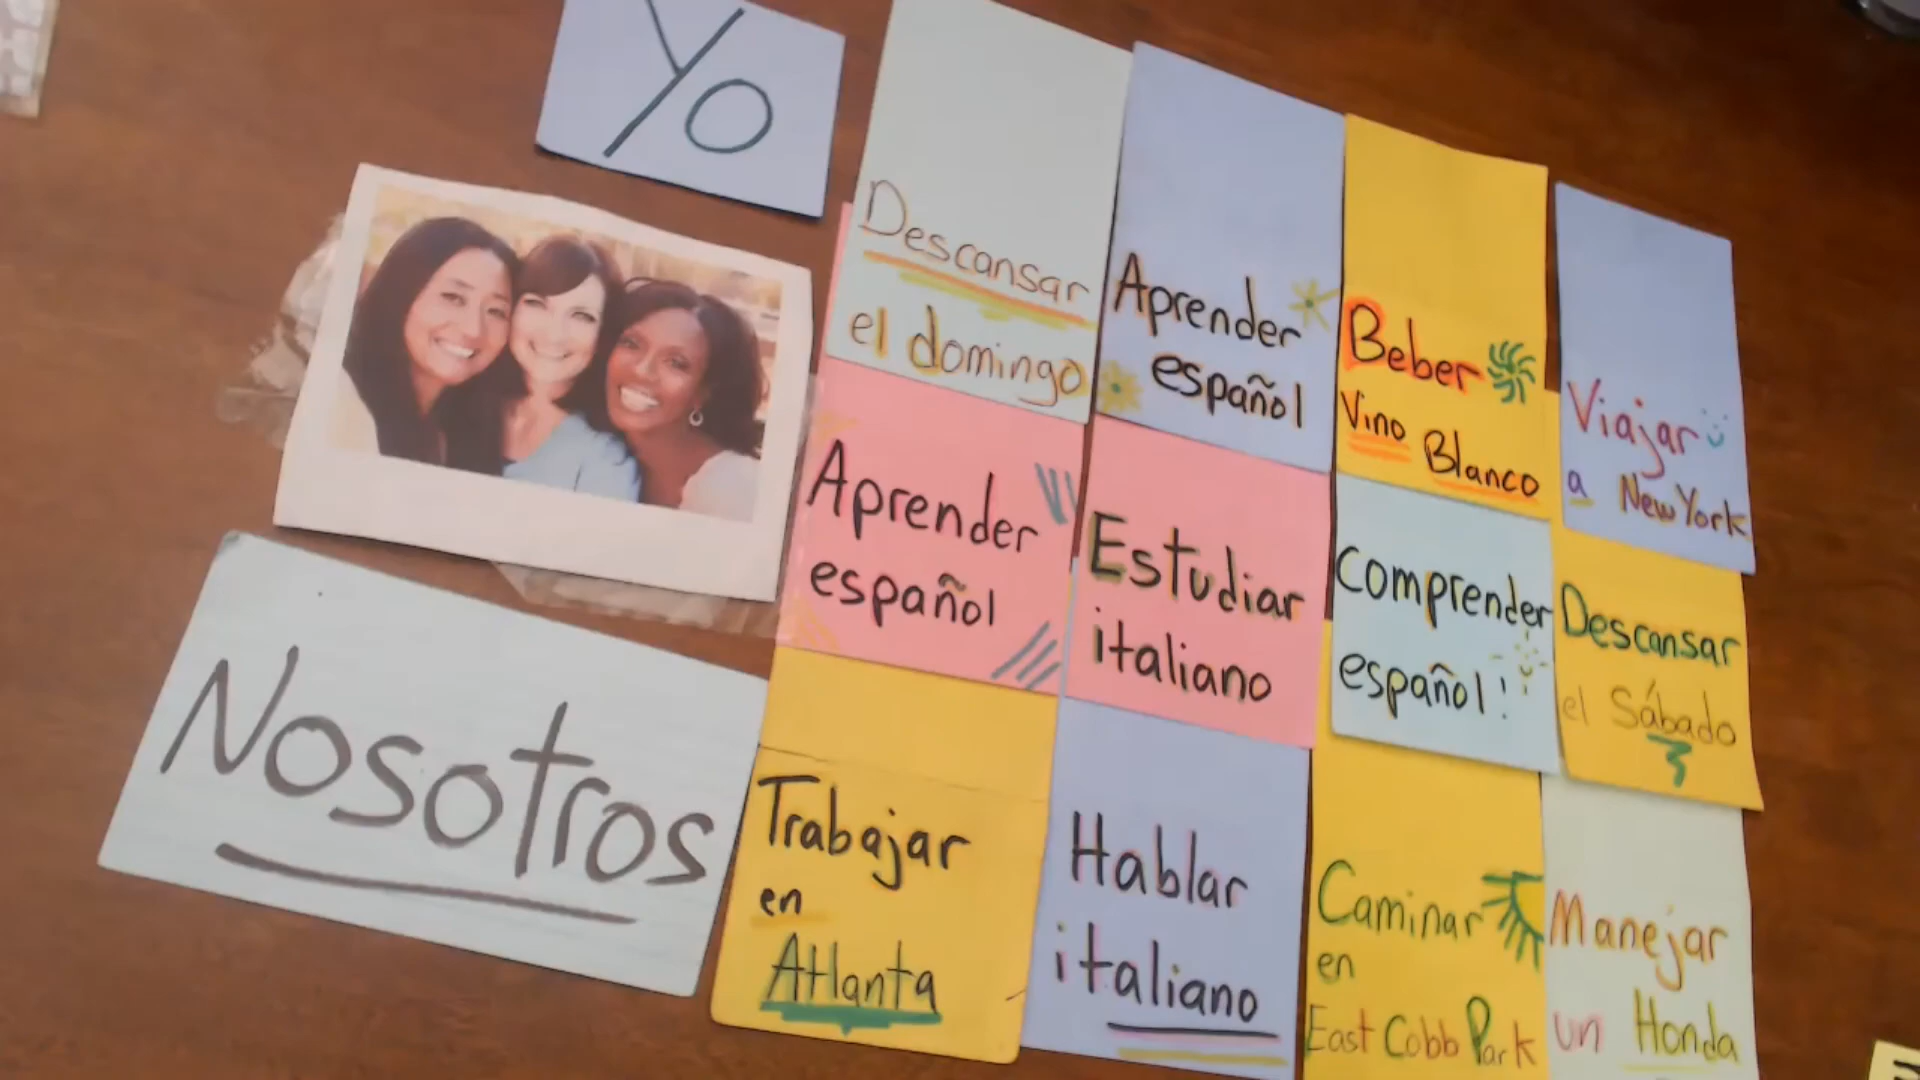 Yo
Descansar
el domingo
Aprender
español
Beber
Vino Blanco
Viajar
a New York
Aprender
español
Estudiar
italiano
Comprender
español!
Descansar
el Sábado
Nosotros
Trabajar
en
Atlanta
Hablar
italiano
Caminar
en
East Cobb Park
Manejar
un Honda